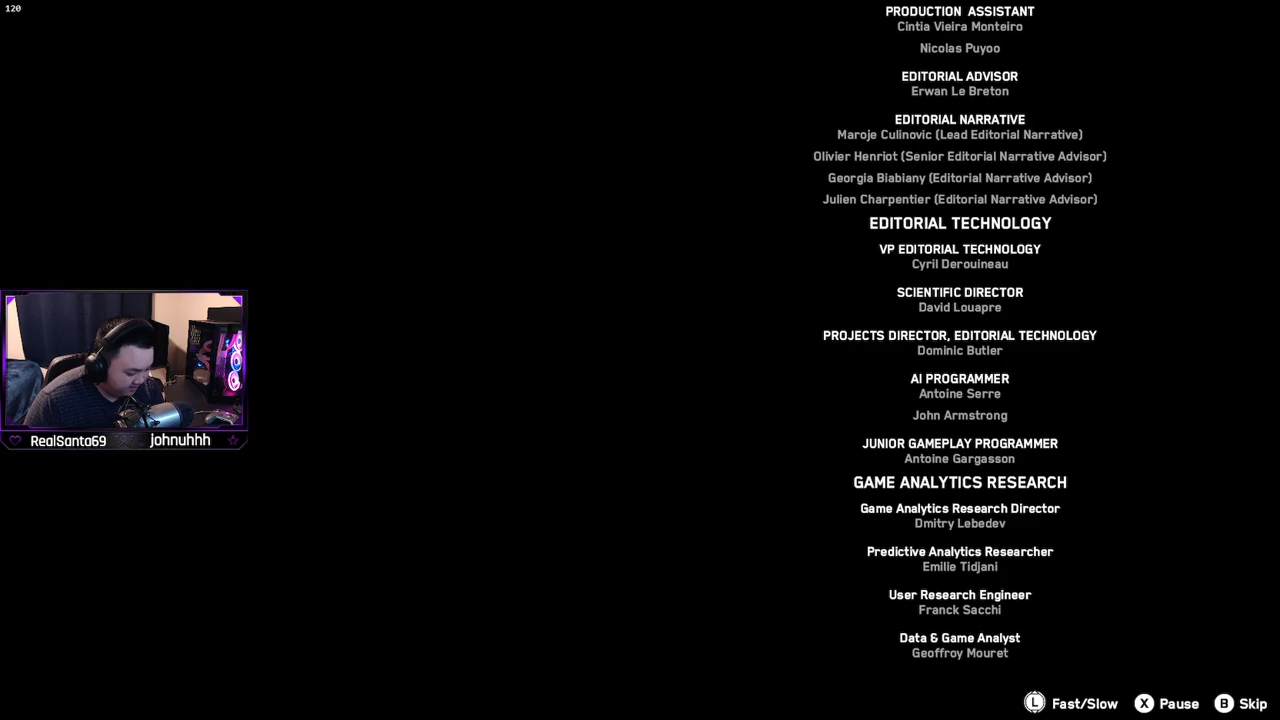 120
PRODUCTION ASSISTANT
Cintia Vieira Monteiro
Nicolas Puyoo
EDITORIAL ADVISOR
Erwan Le Breton
EDITORIAL NARRATIVE
Maroje Culinovic (Lead Editorial Narrative)
Olivier Henriot (Senior Editorial Narrative Advisor)
Georgia Biabiany (Editorial Narrative Advisor)
Julien Charpentier (Editorial Narrative Advisor)
EDITORIAL TECHNOLOGY
VP EDITORIAL TECHNOLOGY
Cyril Derouineau
SCIENTIFIC DIRECTOR
David Louapre
PROJECTS DIRECTOR, EDITORIAL TECHNOLOGY
Dominic Butler
AI PROGRAMMER
Antoine Serre
John Armstrong
JUNIOR GAMEPLAY PROGRAMMER
Antoine Gargasson
GAME ANALYTICS RESEARCH
Game Analytics Research Director
Dmitry Lebedev
Predictive Analytics Researcher
Emilie Tidjani
User Research Engineer
Franck Sacchi
Data & Game Analyst
Geoffroy Mouret
RealSanta69 johnuhhh
L Fast/Slow X Pause B Skip